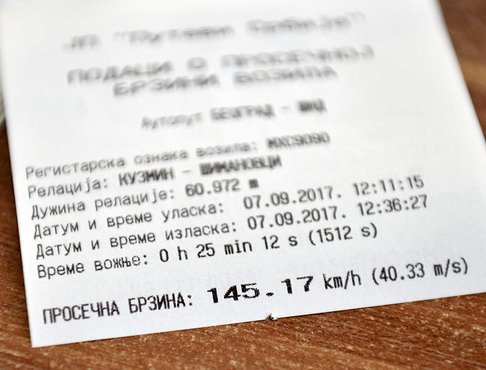 ЈП "Путеви Србије"
ПОДАЦИ О ПРОСЕЧНОЈ
БРЗИНИ ВОЗИЛА
Аутопут БЕОГРАД - ШИД
Регистарска ознака возила: MXC9090
Релација: КУЗМИН - ШИМАНОВЦИ
Дужина релације: 60.972 m
Датум и време уласка: 07.09.2017. 12:11:15
Датум и време изласка: 07.09.2017. 12:36:27
Време вожње: 0 h 25 min 12 s (1512 s)
ПРОСЕЧНА БРЗИНА: 145.17 km/h (40.33 m/s)